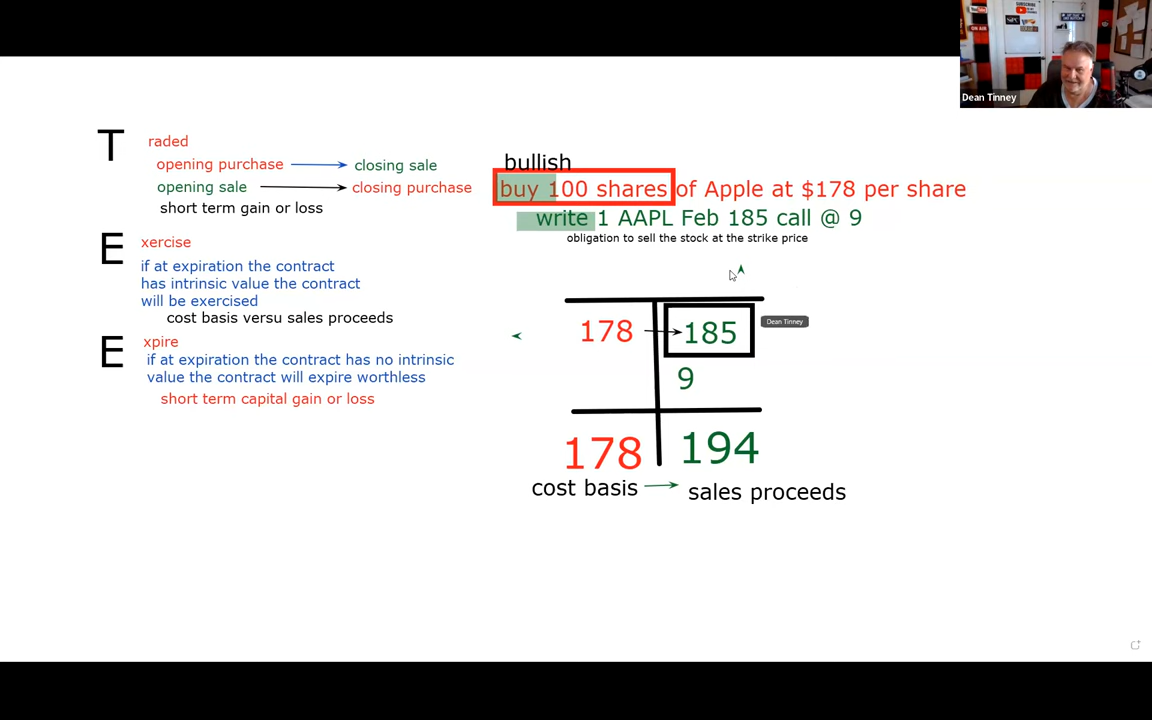 Dean Tinney
T
raded
opening purchase closing sale
opening sale closing purchase
short term gain or loss
E
xercise
if at expiration the contract
has intrinsic value the contract
will be exercised
cost basis versu sales proceeds
E
xpire
if at expiration the contract has no intrinsic
value the contract will expire worthless
short term capital gain or loss
bullish
buy 100 shares of Apple at $178 per share
write 1 AAPL Feb 185 call @ 9
obligation to sell the stock at the strike price
178 185
Dean Tinney
9
178 194
cost basis sales proceeds